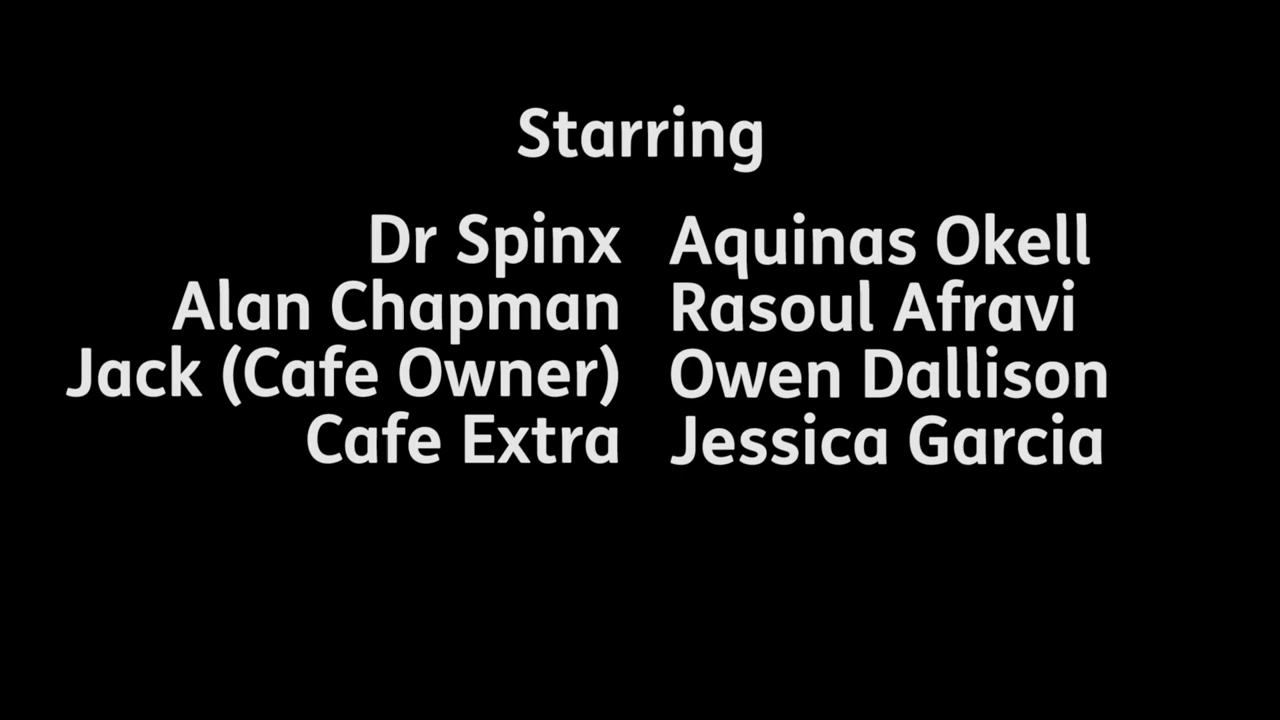 Starring
Dr Spinx Aquinas Okell
Alan Chapman Rasoul Afravi
Jack (Cafe Owner) Owen Dallison
Cafe Extra Jessica Garcia